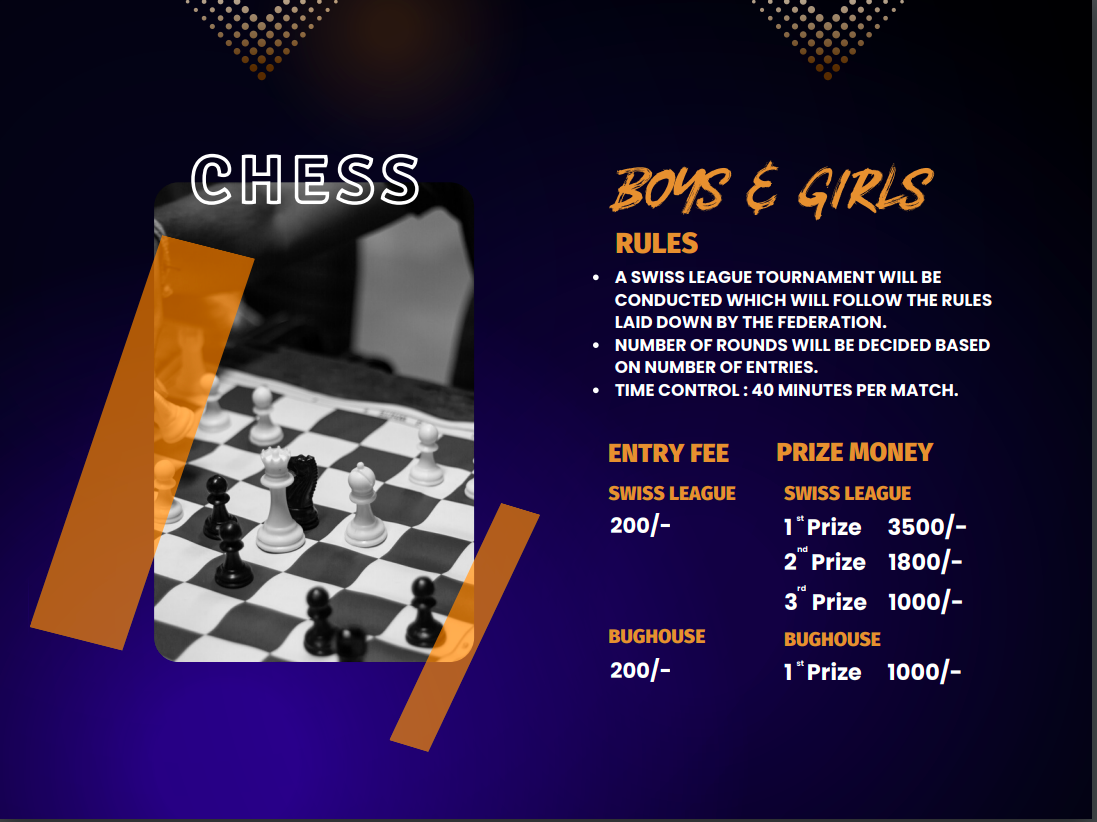 CHESS
BOYS & GIRLS
RULES
• A SWISS LEAGUE TOURNAMENT WILL BE
CONDUCTED WHICH WILL FOLLOW THE RULES
LAID DOWN BY THE FEDERATION.
• NUMBER OF ROUNDS WILL BE DECIDED BASED
ON NUMBER OF ENTRIES.
• TIME CONTROL : 40 MINUTES PER MATCH.
ENTRY FEE
SWISS LEAGUE
200/-
BUGHOUSE
200/-
PRIZE MONEY
SWISS LEAGUE
1st Prize 3500/-
2nd Prize 1800/-
3rd Prize 1000/-
BUGHOUSE
1st Prize 1000/-